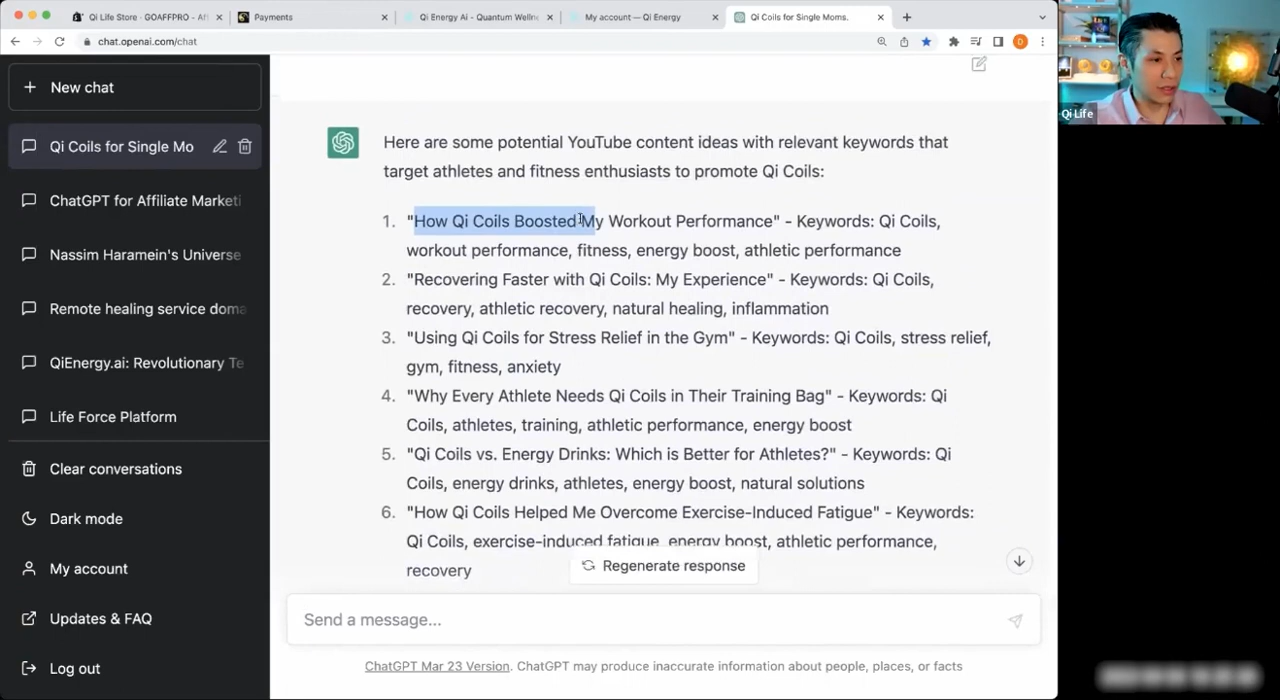 Qi Life Store - GOAFFPRO - Af
Payments
Qi Energy Ai - Quantum Welln
My account — Qi Energy
Qi Coils for Single Moms.
chat.openai.com/chat
D
New chat
Qi Coils for Single Mo
ChatGPT for Affiliate Marketi
Nassim Haramein's Universe
Remote healing service doma
QiEnergy.ai: Revolutionary Te
Life Force Platform
Clear conversations
Dark mode
My account
Updates & FAQ
Log out
Here are some potential YouTube content ideas with relevant keywords that
target athletes and fitness enthusiasts to promote Qi Coils:
1. "How Qi Coils Boosted My Workout Performance" - Keywords: Qi Coils,
workout performance, fitness, energy boost, athletic performance
2. "Recovering Faster with Qi Coils: My Experience" - Keywords: Qi Coils,
recovery, athletic recovery, natural healing, inflammation
3. "Using Qi Coils for Stress Relief in the Gym" - Keywords: Qi Coils, stress relief,
gym, fitness, anxiety
4. "Why Every Athlete Needs Qi Coils in Their Training Bag" - Keywords: Qi
Coils, athletes, training, athletic performance, energy boost
5. "Qi Coils vs. Energy Drinks: Which is Better for Athletes?" - Keywords: Qi
Coils, energy drinks, athletes, energy boost, natural solutions
6. "How Qi Coils Helped Me Overcome Exercise-Induced Fatigue" - Keywords:
Qi Coils, exercise-induced fatigue, energy boost, athletic performance,
recovery
Regenerate response
Send a message...
ChatGPT Mar 23 Version. ChatGPT may produce inaccurate information about people, places, or facts
Qi Life